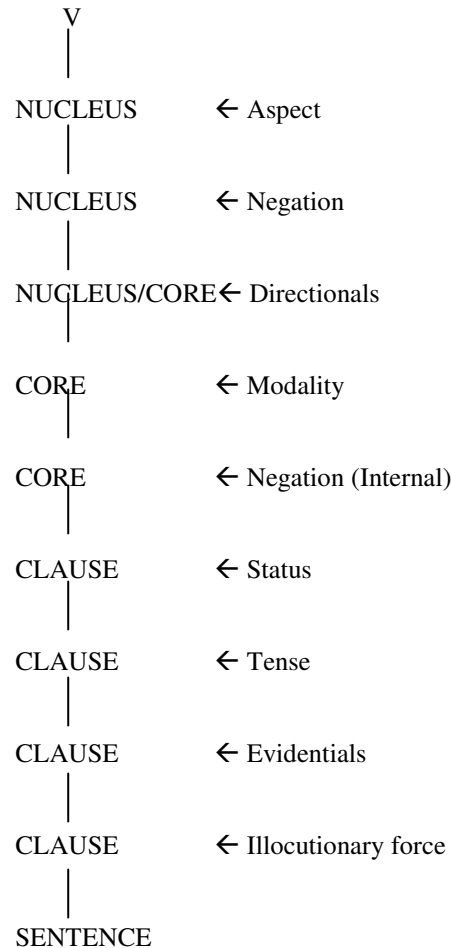 V
NUCLEUS ← Aspect
NUCLEUS ← Negation
NUCLEUS/CORE ← Directionals
CORE ← Modality
CORE ← Negation (Internal)
CLAUSE ← Status
CLAUSE ← Tense
CLAUSE ← Evidentials
CLAUSE ← Illocutionary force
SENTENCE